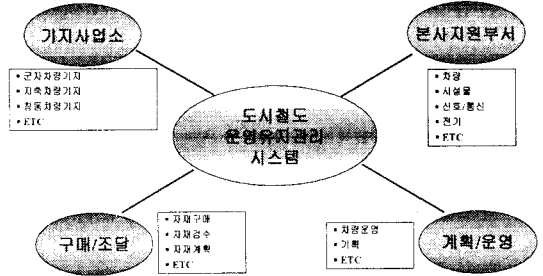 기지사업소
• 군자차량기지
• 지축차량기지
• 창동차량기지
• ETC
본사지원부서
• 차량
• 시설물
• 신호/통신
• 전기
• ETC
도시철도
운영유지관리
시스템
구매/조달
• 자재구매
• 자재검수
• 자재계획
• ETC
• 차량운영
• 기획
• ETC
계획/운영